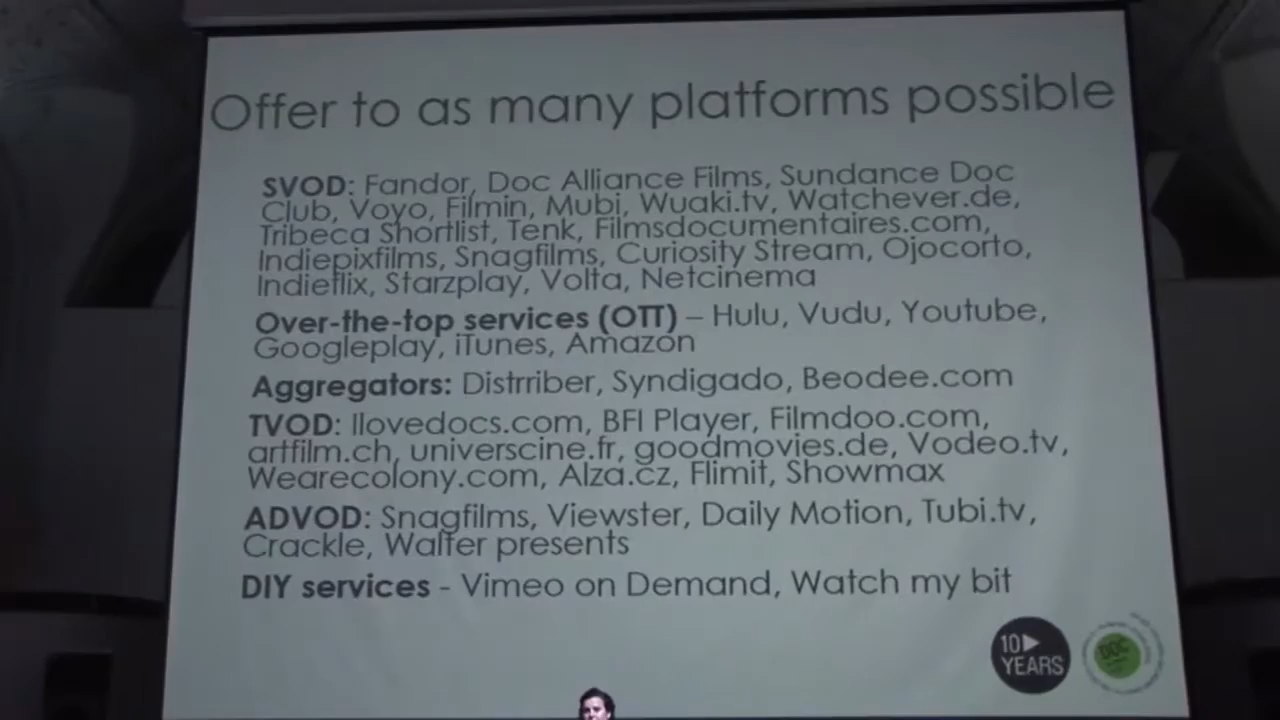 Offer to as many platforms possible
SVOD: Fandor, Doc Alliance Films, Sundance Doc
Club, Voyo, Filmin, Mubi, Wuaki.tv, Watchever.de,
Tribeca Shortlist, Tenk, Filmsdocumentaires.com,
Indiepixfilms, Snagfilms, Curiosity Stream, Ojocorto,
Indieflix, Starzplay, Volta, Netcinema
Over-the-top services (OTT) – Hulu, Vudu, Youtube,
Googleplay, iTunes, Amazon
Aggregators: Distrriber, Syndigado, Beodee.com
TVOD: Ilovedocs.com, BFI Player, Filmdoo.com,
artfilm.ch, universcine.fr, goodmovies.de, Vodeo.tv,
Wearecolony.com, Alza.cz, Flimit, Showmax
ADVOD: Snagfilms, Viewster, Daily Motion, Tubi.tv,
Crackle, Walter presents
DIY services - Vimeo on Demand, Watch my bit
10
YEARS
DOC